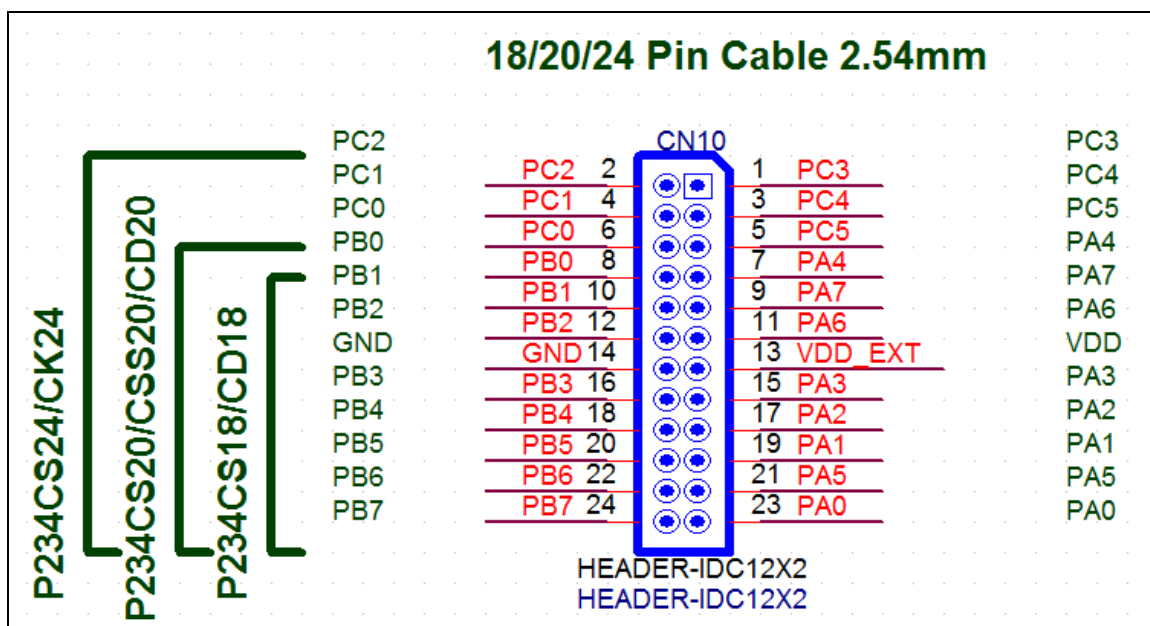 18/20/24 Pin Cable 2.54mm
CN10
PC2 PC2 2 1 PC3 PC3
PC1 PC1 4 3 PC4 PC4
PC0 PC0 6 5 PC5 PC5
PB0 PB0 8 7 PA4 PA4
PB1 PB1 10 9 PA7 PA7
PB2 PB2 12 11 PA6 PA6
GND GND 14 13 VDD_EXT VDD
PB3 PB3 16 15 PA3 PA3
PB4 PB4 18 17 PA2 PA2
PB5 PB5 20 19 PA1 PA1
PB6 PB6 22 21 PA5 PA5
PB7 PB7 24 23 PA0 PA0
HEADER-IDC12X2
HEADER-IDC12X2
P234CS24/CK24
P234CS20/CSS20/CD20
P234CS18/CD18